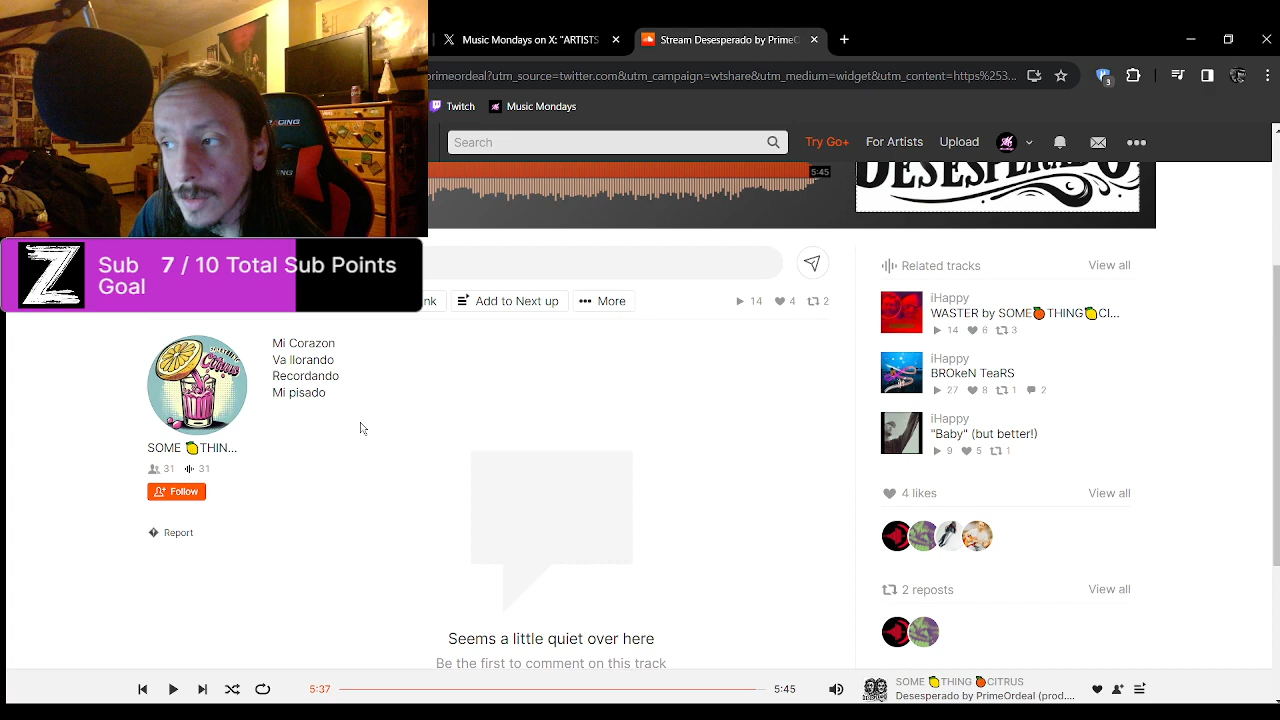 Music Mondays on X: "ARTISTS
Stream Desesperado by PrimeO
primeordeal?utm_source=twitter.com&utm_campaign=wtshare&utm_medium=widget&utm_content=https%253...
3
Twitch
Music Mondays
Search
Try Go+
For Artists
Upload
5:45
DESESPERADO
Z
Sub Goal
7 / 10 Total Sub Points
nk
Add to Next up
More
14
4
2
Mi Corazon
Va llorando
Recordando
Mi pisado
Citrus
SOME 🍋THIN...
31
31
Follow
Report
Seems a little quiet over here
Be the first to comment on this track
Related tracks
View all
iHappy
WASTER by SOME🍊THING🍋CI...
14
6
3
iHappy
BROkeN TeaRS
27
8
1
2
iHappy
"Baby" (but better!)
9
5
1
4 likes
View all
2 reposts
View all
5:37
5:45
SOME 🍋THING 🍊CITRUS
Desesperado by PrimeOrdeal (prod....